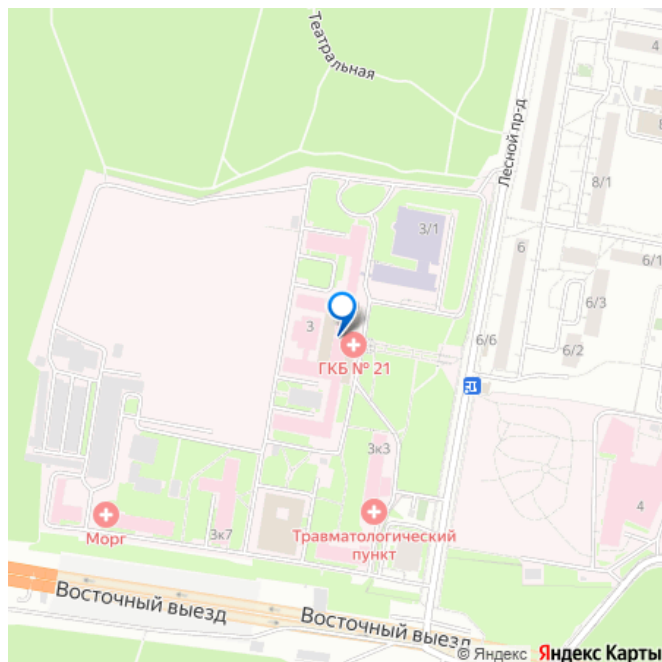 Театральная
Лесной пр-д
4
8/1
3/1
6
6/1
6/3
3
6/6
6/2
ГКБ № 21
3к3
4
Морг
3к7
Травматологический
пункт
Восточный выезд
Восточный выезд
© Яндекс Яндекс Карты